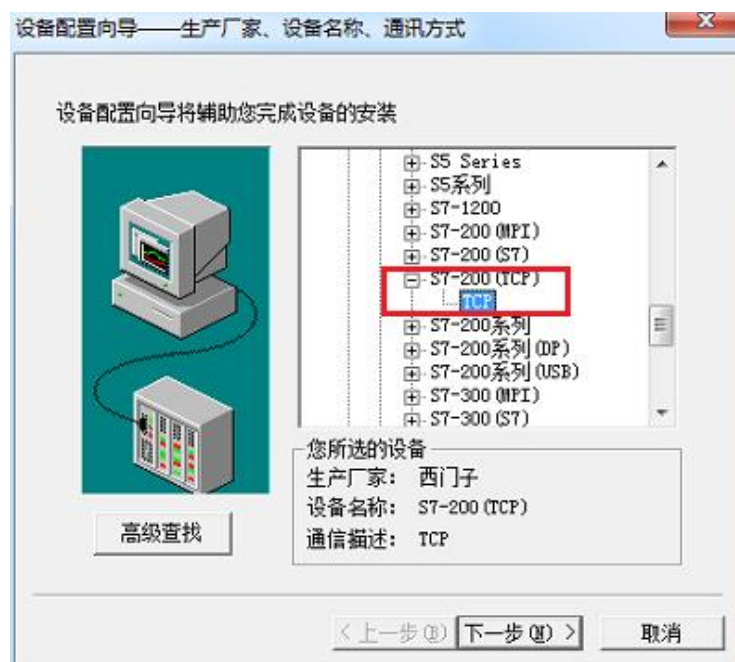 设备配置向导——生产厂家、设备名称、通讯方式
设备配置向导将辅助您完成设备的安装
S5 Series
S5系列
S7-1200
S7-200(MPI)
S7-200(S7)
S7-200(TCP)
TCP
S7-200系列
S7-200系列(DP)
S7-200系列(USB)
S7-300(MPI)
S7-300(S7)
您所选的设备
生产厂家： 西门子
设备名称： S7-200(TCP)
通信描述： TCP
高级查找
<上一步(B) 下一步(N)> 取消